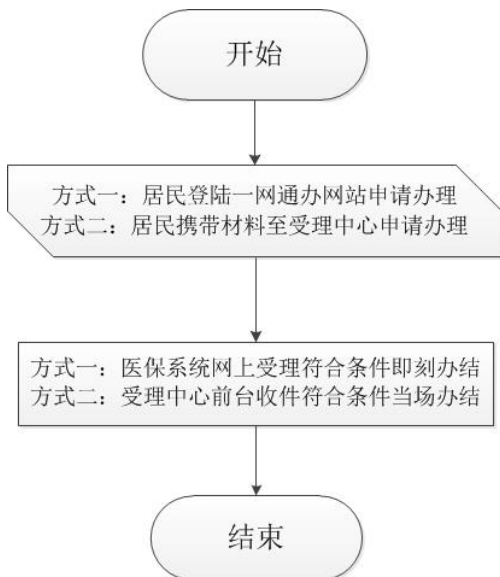 开始
方式一：居民登陆一网通办网站申请办理
方式二：居民携带材料至受理中心申请办理
方式一：医保系统网上受理符合条件即刻办结
方式二：受理中心前台收件符合条件当场办结
结束